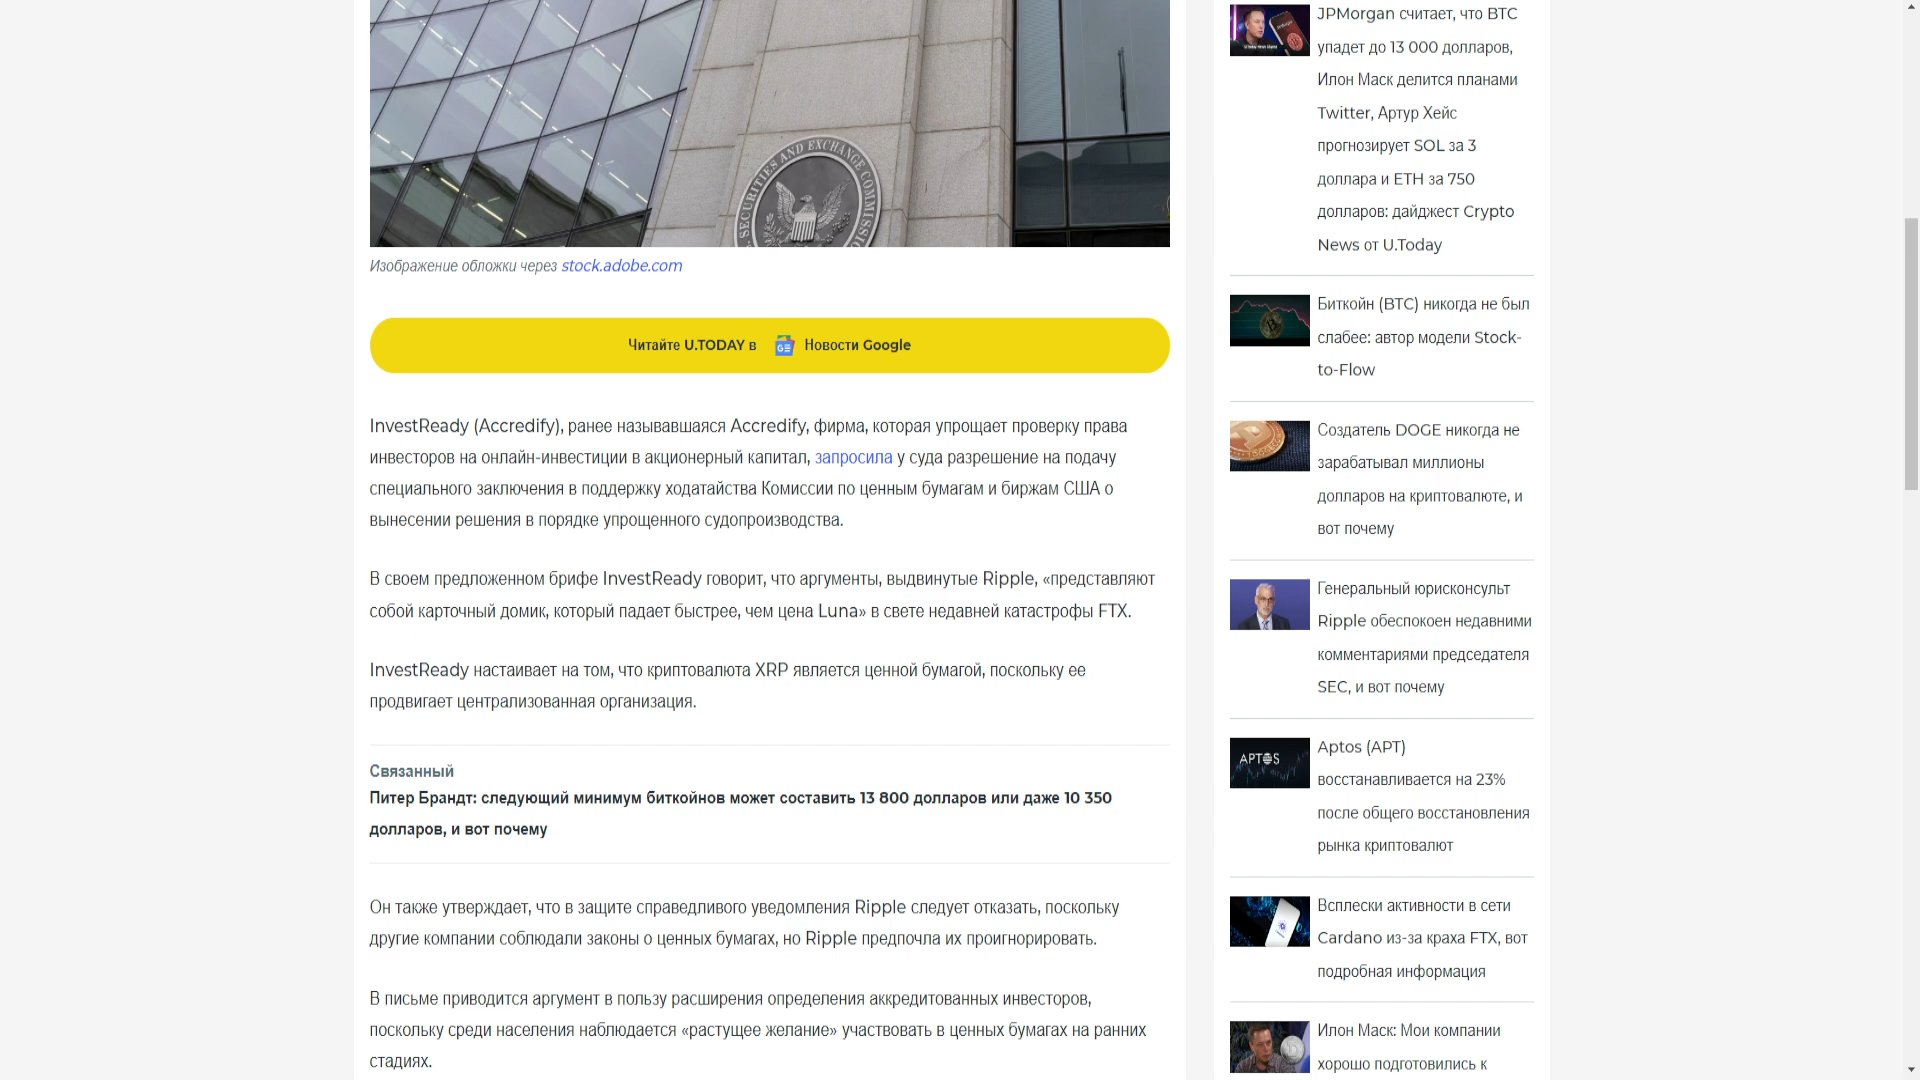 SECURITIES AND EXCHANGE COMMISSION
Изображение обложки через stock.adobe.com
Читайте U.TODAY в GE Новости Google
InvestReady (Accredify), ранее называвшаяся Accredify, фирма, которая упрощает проверку права
инвесторов на онлайн-инвестиции в акционерный капитал, запросила у суда разрешение на подачу
специального заключения в поддержку ходатайства Комиссии по ценным бумагам и биржам США о
вынесении решения в порядке упрощенного судопроизводства.
В своем предложенном брифе InvestReady говорит, что аргументы, выдвинутые Ripple, «представляют
собой карточный домик, который падает быстрее, чем цена Luna» в свете недавней катастрофы FTX.
InvestReady настаивает на том, что криптовалюта XRP является ценной бумагой, поскольку ее
продвигает централизованная организация.
Связанный
Питер Брандт: следующий минимум биткойнов может составить 13 800 долларов или даже 10 350
долларов, и вот почему
Он также утверждает, что в защите справедливого уведомления Ripple следует отказать, поскольку
другие компании соблюдали законы о ценных бумагах, но Ripple предпочла их проигнорировать.
В письме приводится аргумент в пользу расширения определения аккредитованных инвесторов,
поскольку среди населения наблюдается «растущее желание» участвовать в ценных бумагах на ранних
стадиях.
JPMorgan считает, что BTC
упадет до 13 000 долларов,
Илон Маск делится планами
Twitter, Артур Хейс
прогнозирует SOL за 3
доллара и ETH за 750
долларов: дайджест Crypto
News от U.Today
Биткойн (BTC) никогда не был
слабее: автор модели Stock-
to-Flow
Создатель DOGE никогда не
зарабатывал миллионы
долларов на криптовалюте, и
вот почему
Генеральный юрисконсульт
Ripple обеспокоен недавними
комментариями председателя
SEC, и вот почему
APTOS
Aptos (APT)
восстанавливается на 23%
после общего восстановления
рынка криптовалют
Всплески активности в сети
Cardano из-за краха FTX, вот
подробная информация
Илон Маск: Мои компании
хорошо подготовились к